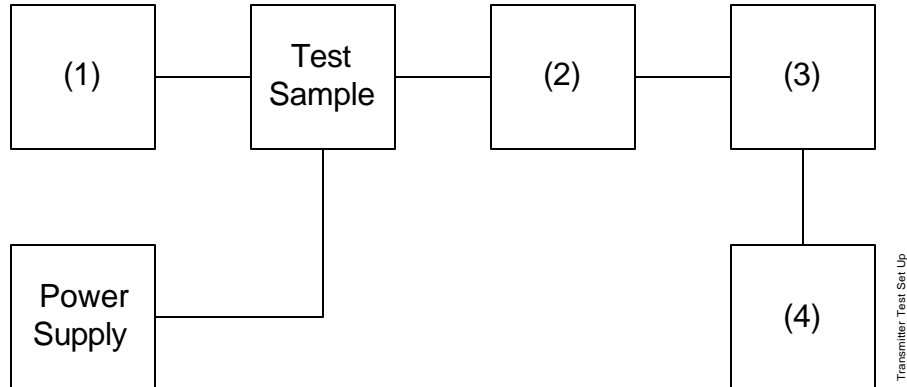 (1)
Test
Sample
(2)
(3)
Power
Supply
(4)
Transmitter Test Set Up